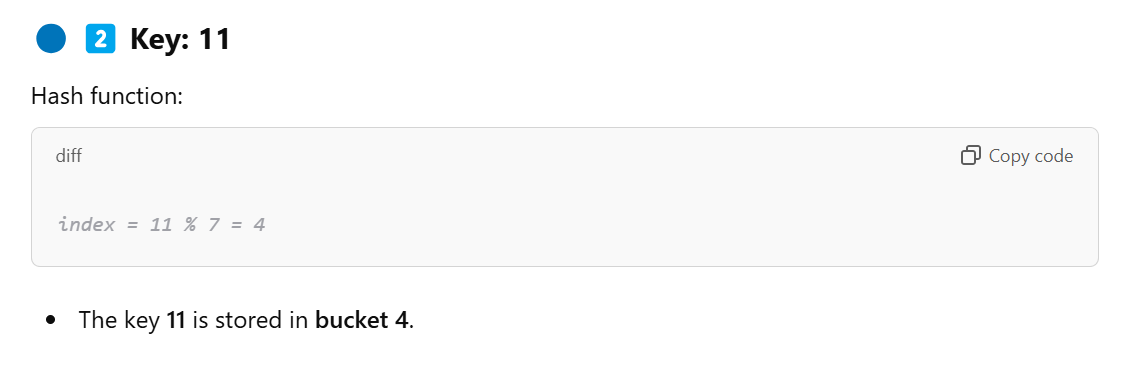 2 Key: 11
Hash function:
diff Copy code
index = 11 % 7 = 4
• The key 11 is stored in bucket 4.